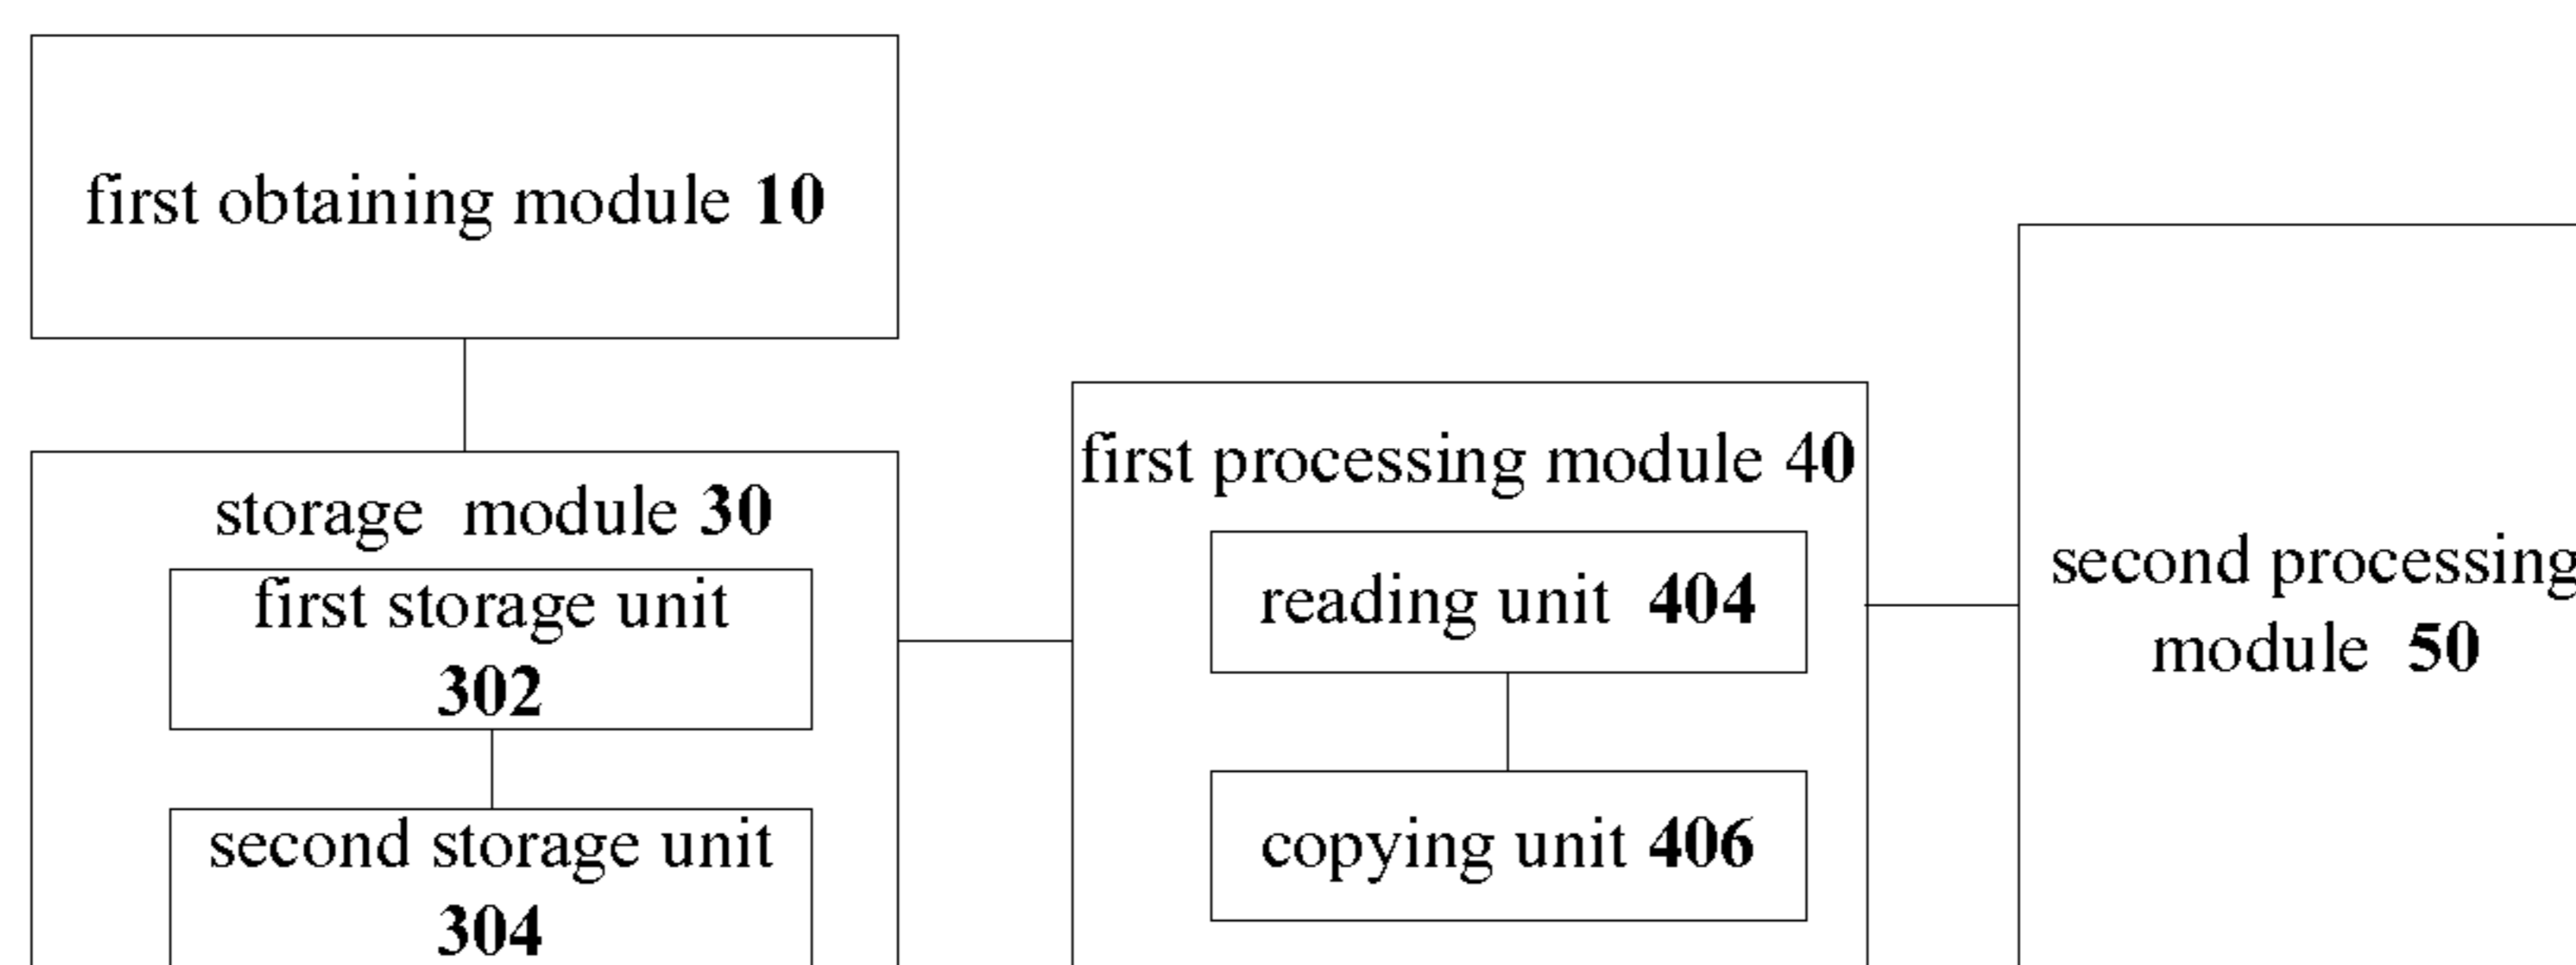 first obtaining module 10
storage module 30
first storage unit
302
second storage unit
304
first processing module 40
reading unit 404
copying unit 406
second processing
module 50